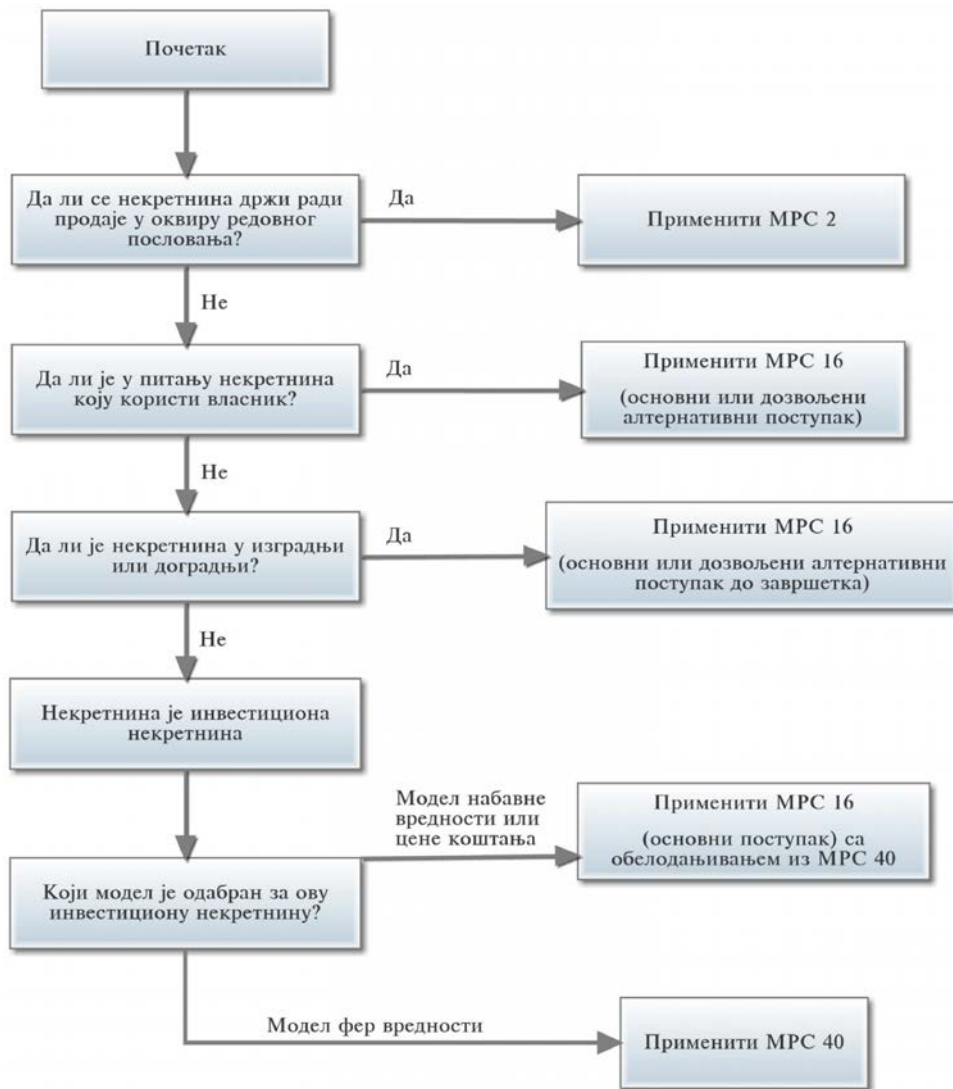 Почетак
Да ли се некретнина држи ради
продаје у оквиру редовног
пословања?
Да
Применити МРС 2
Не
Да ли је у питању некретнина
коју користи власник?
Да
Применити МРС 16
(основни или дозвољени
алтернативни поступак)
Не
Да ли је некретнина у изградњи
или доградњи?
Да
Применити МРС 16
(основни или дозвољени алтернативни
поступак до завршетка)
Не
Некретнина је инвестициона
некретнина
Модел набавне
вредности или
цене коштања
Применити МРС 16
(основни поступак) са
обелодањивањем из МРС 40
Који модел је одабран за ову
инвестициону некретнину?
Модел фер вредности
Применити МРС 40